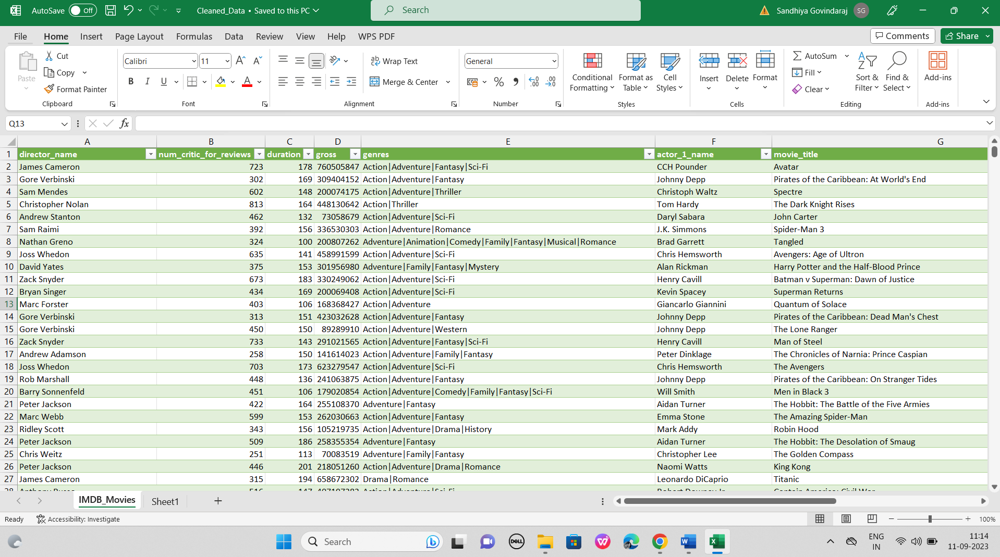 AutoSave Off Cleaned_Data • Saved to this PC Search Sandhiya Govindaraj SG
File Home Insert Page Layout Formulas Data Review View Help WPS PDF Comments Share
Paste Cut Copy Format Painter Clipboard
Calibri 11 B I U A Font
Wrap Text Merge & Center Alignment
General % Number
Conditional Formatting Format as Table Cell Styles Styles
Insert Delete Format Cells
AutoSum Fill Clear Sort & Filter Find & Select Editing
Add-ins Add-ins
Q13 fx
A B C D E F G
1 director_name num_critic_for_reviews duration gross genres actor_1_name movie_title
2 James Cameron 723 178 760505847 Action|Adventure|Fantasy|Sci-Fi CCH Pounder Avatar
3 Gore Verbinski 302 169 309404152 Action|Adventure|Fantasy Johnny Depp Pirates of the Caribbean: At World's End
4 Sam Mendes 602 148 200074175 Action|Adventure|Thriller Christoph Waltz Spectre
5 Christopher Nolan 813 164 448130642 Action|Thriller Tom Hardy The Dark Knight Rises
6 Andrew Stanton 462 132 73058679 Action|Adventure|Sci-Fi Daryl Sabara John Carter
7 Sam Raimi 392 156 336530303 Action|Adventure|Romance J.K. Simmons Spider-Man 3
8 Nathan Greno 324 100 200807262 Adventure|Animation|Comedy|Family|Fantasy|Musical|Romance Brad Garrett Tangled
9 Joss Whedon 635 141 458991599 Action|Adventure|Sci-Fi Chris Hemsworth Avengers: Age of Ultron
10 David Yates 375 153 301956980 Adventure|Family|Fantasy|Mystery Alan Rickman Harry Potter and the Half-Blood Prince
11 Zack Snyder 673 183 330249062 Action|Adventure|Sci-Fi Henry Cavill Batman v Superman: Dawn of Justice
12 Bryan Singer 434 169 200069408 Action|Adventure|Sci-Fi Kevin Spacey Superman Returns
13 Marc Forster 403 106 168368427 Action|Adventure Giancarlo Giannini Quantum of Solace
14 Gore Verbinski 313 151 423032628 Action|Adventure|Fantasy Johnny Depp Pirates of the Caribbean: Dead Man's Chest
15 Gore Verbinski 450 150 89289910 Action|Adventure|Western Johnny Depp The Lone Ranger
16 Zack Snyder 733 143 291021565 Action|Adventure|Fantasy|Sci-Fi Henry Cavill Man of Steel
17 Andrew Adamson 258 150 141614023 Action|Adventure|Family|Fantasy Peter Dinklage The Chronicles of Narnia: Prince Caspian
18 Joss Whedon 703 173 623279547 Action|Adventure|Sci-Fi Chris Hemsworth The Avengers
19 Rob Marshall 448 136 241063875 Action|Adventure|Fantasy Johnny Depp Pirates of the Caribbean: On Stranger Tides
20 Barry Sonnenfeld 451 106 179020854 Action|Adventure|Comedy|Family|Fantasy|Sci-Fi Will Smith Men in Black 3
21 Peter Jackson 422 164 255108370 Adventure|Fantasy Aidan Turner The Hobbit: The Battle of the Five Armies
22 Marc Webb 599 153 262030663 Action|Adventure|Fantasy Emma Stone The Amazing Spider-Man
23 Ridley Scott 343 156 105219735 Action|Adventure|Drama|History Mark Addy Robin Hood
24 Peter Jackson 509 186 258355354 Adventure|Fantasy Aidan Turner The Hobbit: The Desolation of Smaug
25 Chris Weitz 251 113 70083519 Adventure|Family|Fantasy Christopher Lee The Golden Compass
26 Peter Jackson 446 201 218051260 Action|Adventure|Drama|Romance Naomi Watts King Kong
27 James Cameron 315 194 658672302 Drama|Romance Leonardo DiCaprio Titanic
IMDB_Movies Sheet1
Ready Accessibility: Investigate 100%
Search DELL ENG IN 11:14 11-09-2023